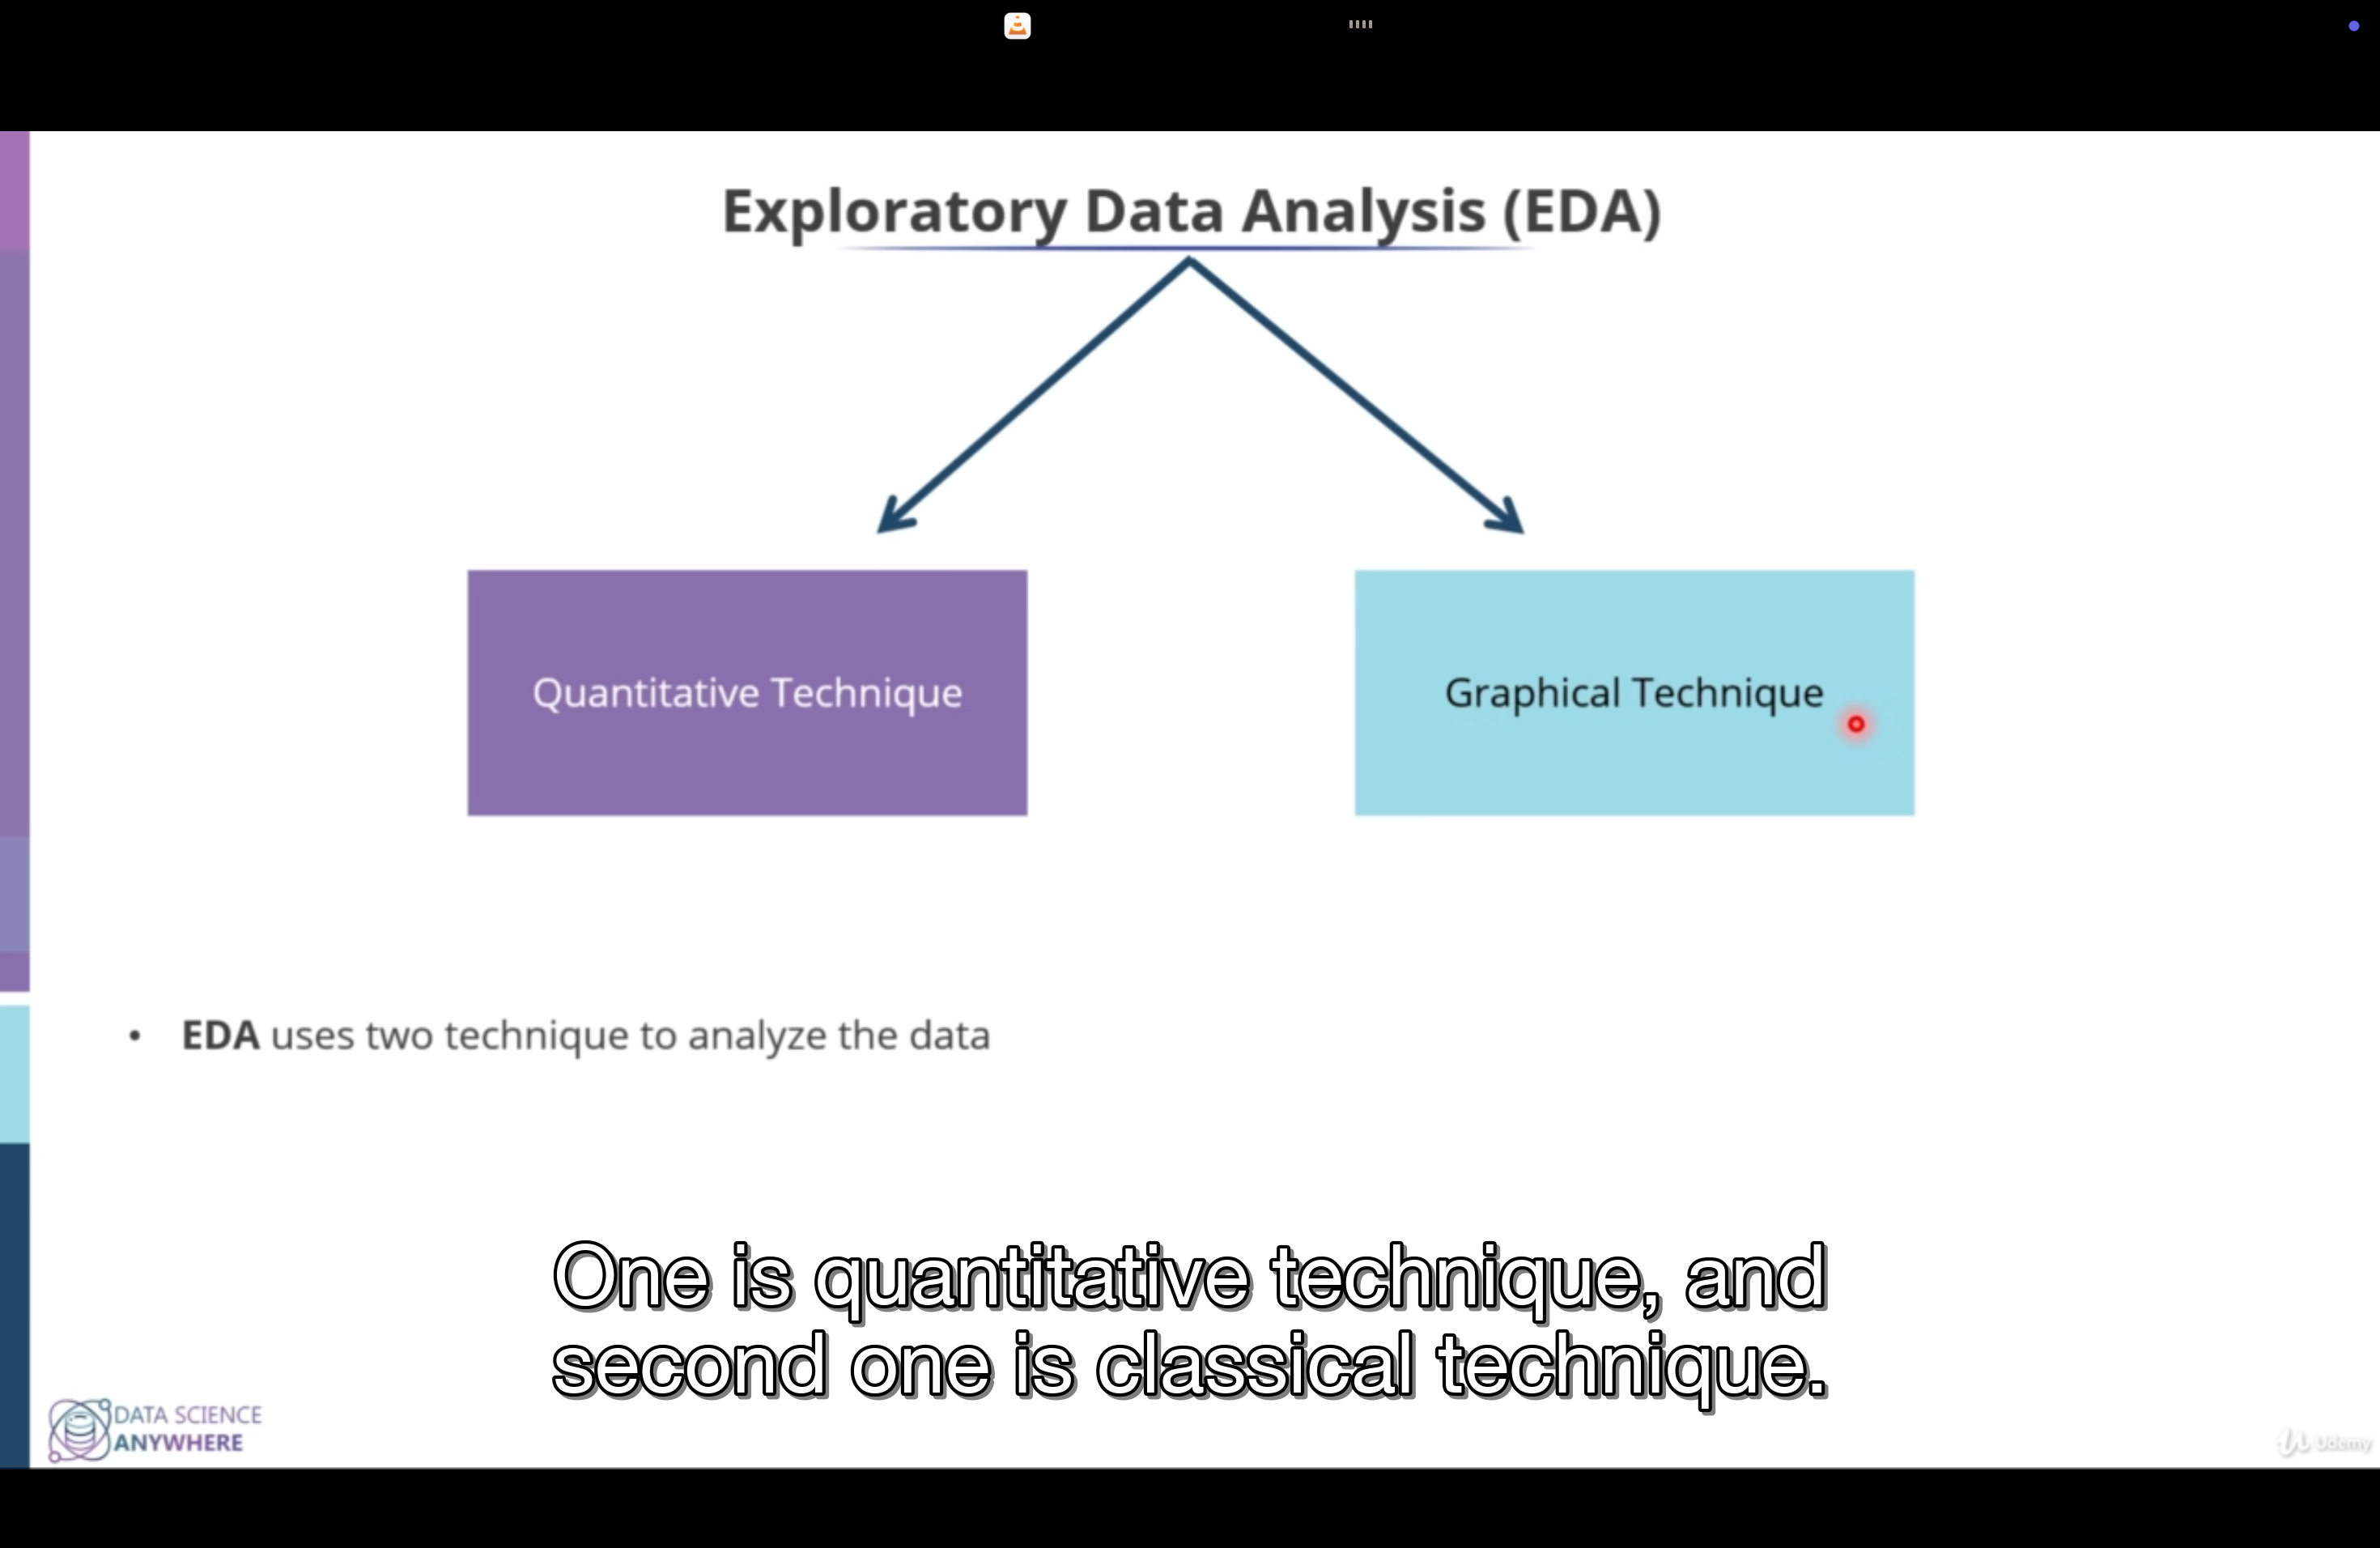 Exploratory Data Analysis (EDA)
Quantitative Technique
Graphical Technique
• EDA uses two technique to analyze the data
One is quantitative technique, and
second one is classical technique.
DATA SCIENCE
ANYWHERE
Udemy